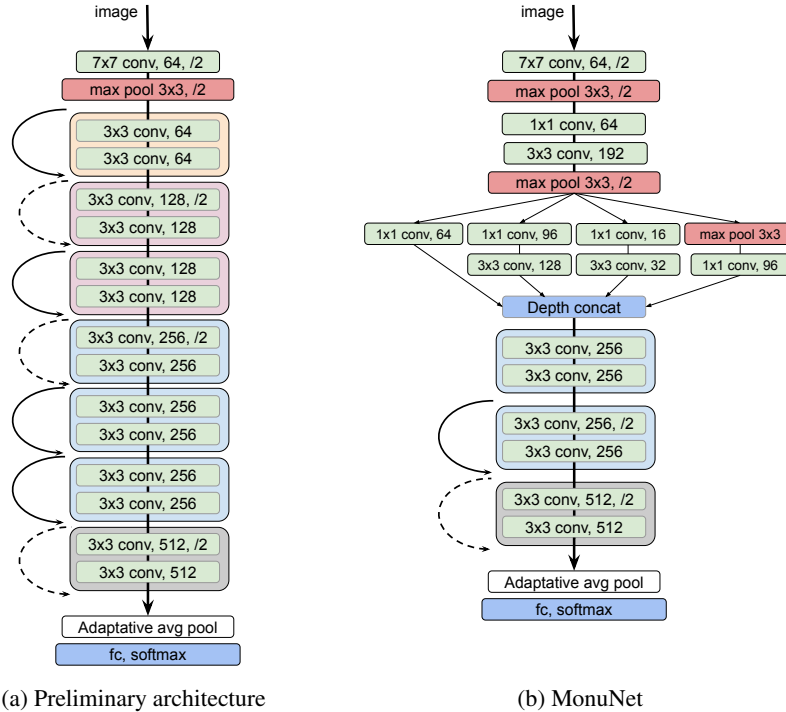 image
7x7 conv, 64, /2
max pool 3x3, /2
3x3 conv, 64
3x3 conv, 64
3x3 conv, 128, /2
3x3 conv, 128
3x3 conv, 128
3x3 conv, 128
3x3 conv, 256, /2
3x3 conv, 256
3x3 conv, 256
3x3 conv, 256
3x3 conv, 256
3x3 conv, 256
3x3 conv, 512, /2
3x3 conv, 512
Adaptative avg pool
fc, softmax
(a) Preliminary architecture
image
7x7 conv, 64, /2
max pool 3x3, /2
1x1 conv, 64
3x3 conv, 192
max pool 3x3, /2
1x1 conv, 64
1x1 conv, 96
1x1 conv, 16
max pool 3x3
3x3 conv, 128
3x3 conv, 32
1x1 conv, 96
Depth concat
3x3 conv, 256
3x3 conv, 256
3x3 conv, 256, /2
3x3 conv, 256
3x3 conv, 512, /2
3x3 conv, 512
Adaptative avg pool
fc, softmax
(b) MonuNet